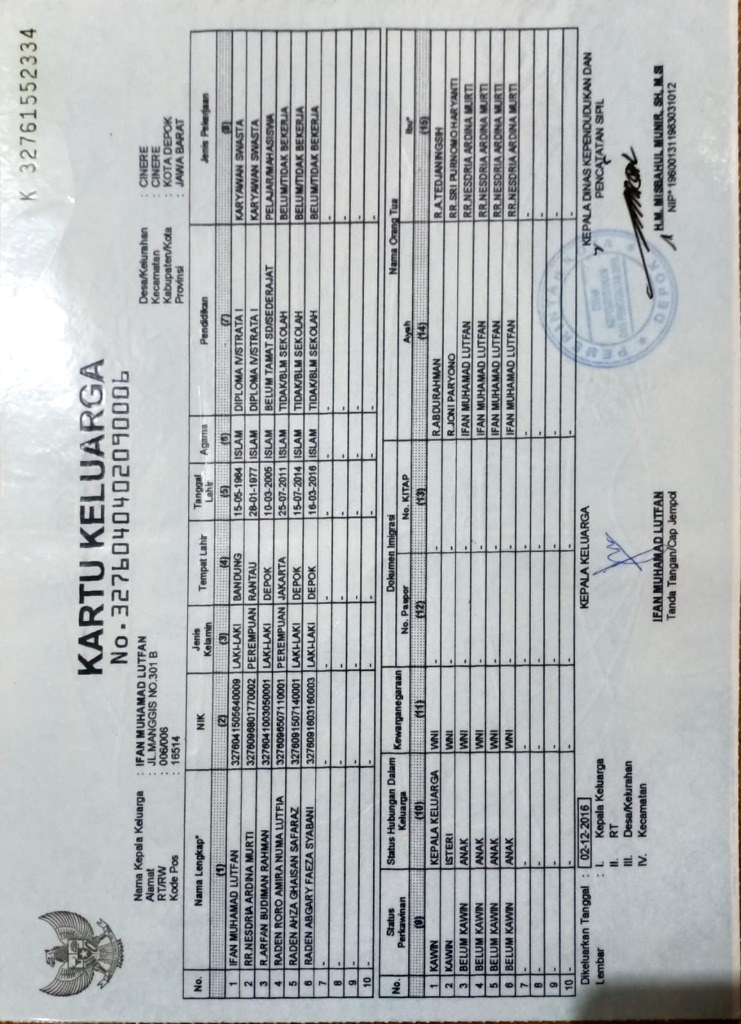 K 32761552334
KARTU KELUARGA
No. 3276040402090006
Nama Kepala Keluarga : IFAN MUHAMAD LUTFAN
Alamat : JL.MANGGIS NO.301 B
RT/RW : 006/006
Kode Pos : 16514
Desa/Kelurahan : CINERE
Kecamatan : CINERE
Kabupaten/Kota : KOTA DEPOK
Provinsi : JAWA BARAT
No. Nama Lengkap* NIK Jenis Kelamin Tempat Lahir Tanggal Lahir Agama Pendidikan Jenis Pekerjaan
(1) (2) (3) (4) (5) (6) (7) (8)
1 IFAN MUHAMAD LUTFAN 3276041505640009 LAKI-LAKI BANDUNG 15-05-1964 ISLAM DIPLOMA IV/STRATA I KARYAWAN SWASTA
2 RR.NESDRIA ARDINA MURTI 3276096801770002 PEREMPUAN RANTAU 28-01-1977 ISLAM DIPLOMA IV/STRATA I KARYAWAN SWASTA
3 R.ARFAN BUDIMAN RAHMAN 3276041003050001 LAKI-LAKI DEPOK 10-03-2005 ISLAM BELUM TAMAT SD/SEDERAJAT PELAJAR/MAHASISWA
4 RADEN RORO AMIRA NUMA LUTFIA 3276096507110001 PEREMPUAN JAKARTA 25-07-2011 ISLAM TIDAK/BLM SEKOLAH BELUM/TIDAK BEKERJA
5 RADEN AHZA GHAISAN SAFARAZ 3276091507140001 LAKI-LAKI DEPOK 15-07-2014 ISLAM TIDAK/BLM SEKOLAH BELUM/TIDAK BEKERJA
6 RADEN ABGARY FAEZA SYABANI 3276091603160003 LAKI-LAKI DEPOK 16-03-2016 ISLAM TIDAK/BLM SEKOLAH BELUM/TIDAK BEKERJA
7 - - - - - - - -
8 - - - - - - - -
9 - - - - - - - -
10 - - - - - - - -
No. Status Perkawinan Status Hubungan Dalam Keluarga Kewarganegaraan Dokumen Imigrasi Nama Orang Tua
No. Paspor No. KITAP Ayah Ibu*
(9) (10) (11) (12) (13) (14) (15)
1 KAWIN KEPALA KELUARGA WNI - - R.ABDURAHMAN R.A TEDJANINGSIH
2 KAWIN ISTERI WNI - - R.JONI PARYONO RR.SRI PURNOMO HARYANTI
3 BELUM KAWIN ANAK WNI - - IFAN MUHAMAD LUTFAN RR.NESDRIA ARDINA MURTI
4 BELUM KAWIN ANAK WNI - - IFAN MUHAMAD LUTFAN RR.NESDRIA ARDINA MURTI
5 BELUM KAWIN ANAK WNI - - IFAN MUHAMAD LUTFAN RR.NESDRIA ARDINA MURTI
6 BELUM KAWIN ANAK WNI - - IFAN MUHAMAD LUTFAN RR.NESDRIA ARDINA MURTI
7 - - - - - - -
8 - - - - - - -
9 - - - - - - -
10 - - - - - - -
Dikeluarkan Tanggal : 02-12-2016
Lembar : I. Kepala Keluarga
II. RT
III. Desa/Kelurahan
IV. Kecamatan
KEPALA KELUARGA
IFAN MUHAMAD LUTFAN
Tanda Tangan/Cap Jempol
KEPALA DINAS KEPENDUDUKAN DAN
PENCATATAN SIPIL
PEMERINTAH
DEPOK
H.M. MISBAHUL MUNIR, SH, M.SI
NIP* 196001311983031012